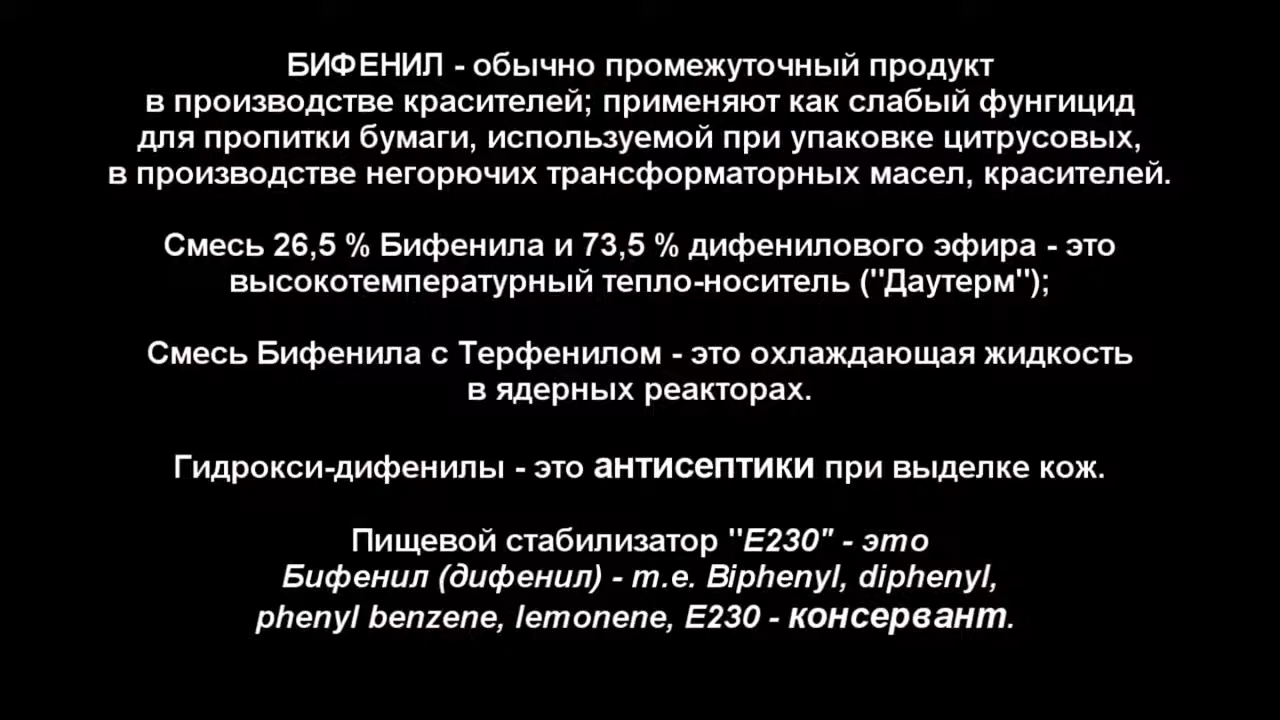 БИФЕНИЛ - обычно промежуточный продукт
в производстве красителей; применяют как слабый фунгицид
для пропитки бумаги, используемой при упаковке цитрусовых,
в производстве негорючих трансформаторных масел, красителей.
Смесь 26,5 % Бифенила и 73,5 % дифенилового эфира - это
высокотемпературный тепло-носитель ("Даутерм");
Смесь Бифенила с Терфенилом - это охлаждающая жидкость
в ядерных реакторах.
Гидрокси-дифенилы - это антисептики при выделке кож.
Пищевой стабилизатор "Е230" - это
Бифенил (дифенил) - т.е. Biphenyl, diphenyl,
phenyl benzene, lemonene, E230 - консервант.